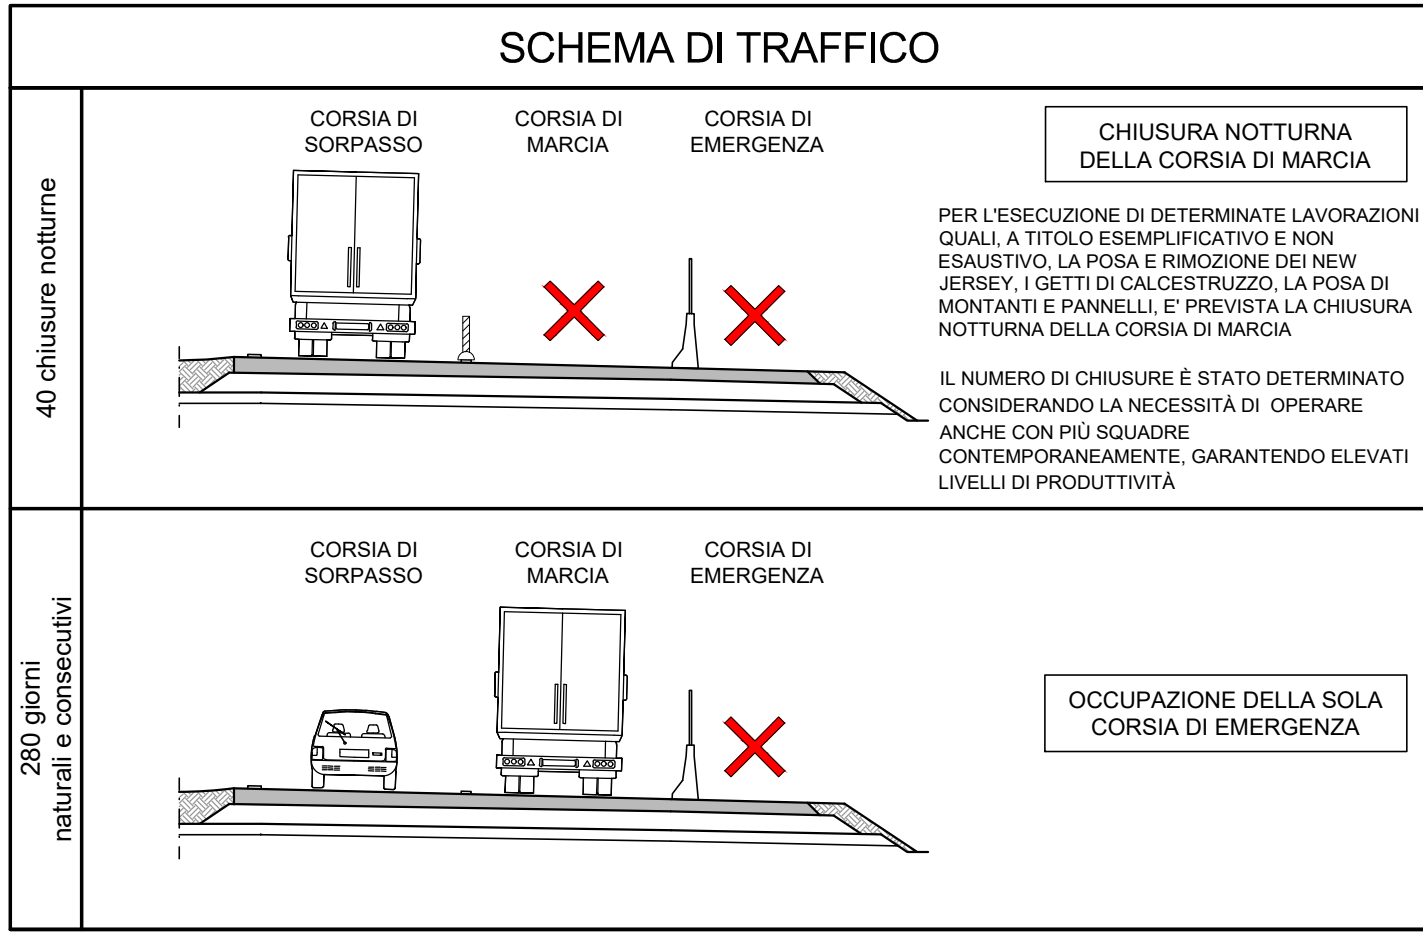 SCHEMA DI TRAFFICO
40 chiusure notturne
CORSIA DI
SORPASSO
CORSIA DI
MARCIA
CORSIA DI
EMERGENZA
CHIUSURA NOTTURNA
DELLA CORSIA DI MARCIA
PER L'ESECUZIONE DI DETERMINATE LAVORAZIONI
QUALI, A TITOLO ESEMPLIFICATIVO E NON
ESAUSTIVO, LA POSA E RIMOZIONE DEI NEW
JERSEY, I GETTI DI CALCESTRUZZO, LA POSA DI
MONTANTI E PANNELLI, E' PREVISTA LA CHIUSURA
NOTTURNA DELLA CORSIA DI MARCIA
IL NUMERO DI CHIUSURE È STATO DETERMINATO
CONSIDERANDO LA NECESSITÀ DI OPERARE
ANCHE CON PIÙ SQUADRE
CONTEMPORANEAMENTE, GARANTENDO ELEVATI
LIVELLI DI PRODUTTIVITÀ
280 giorni
naturali e consecutivi
CORSIA DI
SORPASSO
CORSIA DI
MARCIA
CORSIA DI
EMERGENZA
OCCUPAZIONE DELLA SOLA
CORSIA DI EMERGENZA